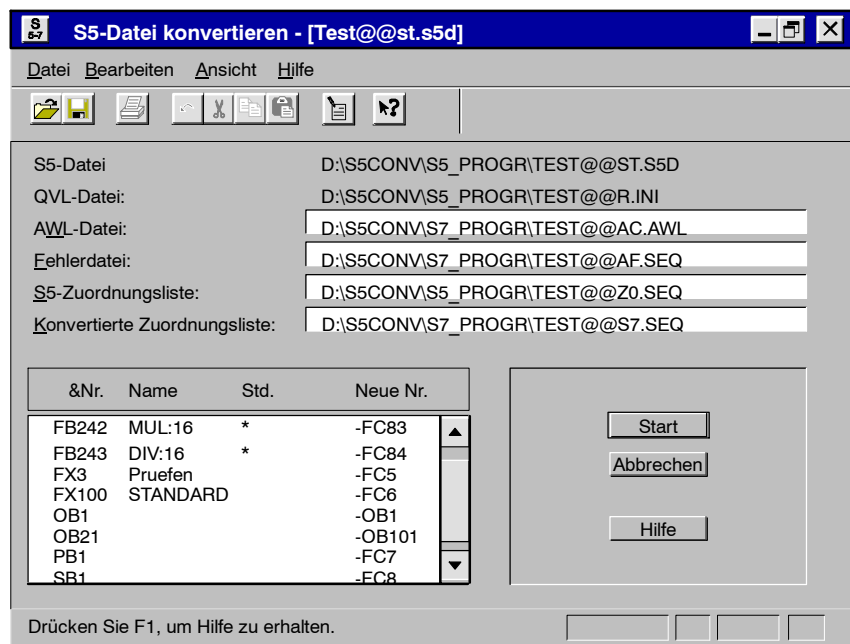 S
5-7
S5-Datei konvertieren - [Test@@st.s5d]
Datei Bearbeiten Ansicht Hilfe
S5-Datei D:\S5CONV\S5_PROGR\TEST@@ST.S5D
QVL-Datei: D:\S5CONV\S5_PROGR\TEST@@R.INI
AWL-Datei: D:\S5CONV\S7_PROGR\TEST@@AC.AWL
Fehlerdatei: D:\S5CONV\S7_PROGR\TEST@@AF.SEQ
S5-Zuordnungsliste: D:\S5CONV\S5_PROGR\TEST@@Z0.SEQ
Konvertierte Zuordnungsliste: D:\S5CONV\S7_PROGR\TEST@@S7.SEQ
&Nr. Name Std. Neue Nr.
FB242 MUL:16 * -FC83
FB243 DIV:16 * -FC84
FX3 Pruefen -FC5
FX100 STANDARD -FC6
OB1 -OB1
OB21 -OB101
PB1 -FC7
SB1 -FC8
Start
Abbrechen
Hilfe
Drücken Sie F1, um Hilfe zu erhalten.